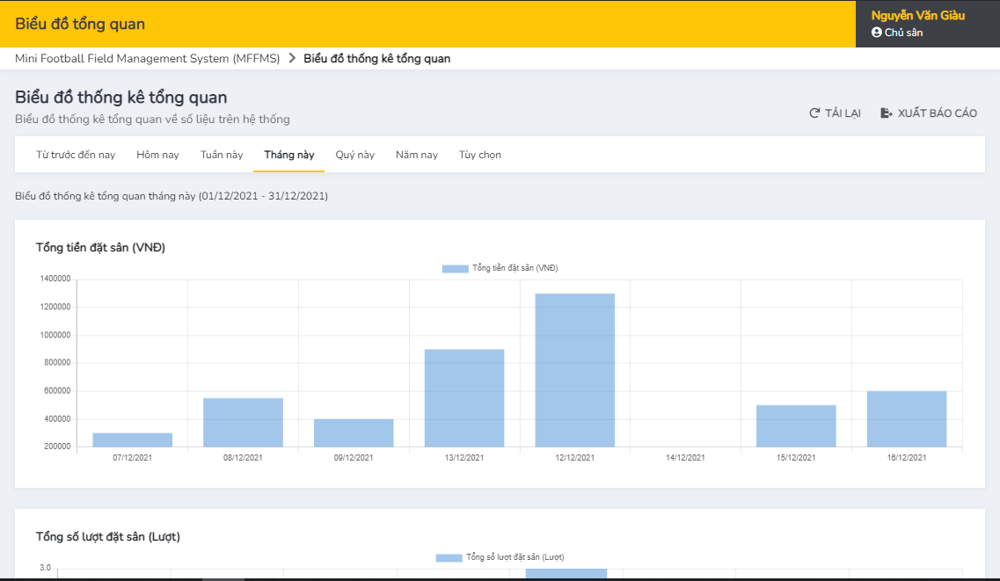 Biểu đồ tổng quan
Nguyễn Văn Giàu
Chủ sân
Mini Football Field Management System (MFFMS) Biểu đồ thống kê tổng quan
Biểu đồ thống kê tổng quan
Biểu đồ thống kê tổng quan về số liệu trên hệ thống
TẢI LẠI XUẤT BÁO CÁO
Từ trước đến nay Hôm nay Tuần này Tháng này Quý này Năm nay Tùy chọn
Biểu đồ thống kê tổng quan tháng này (01/12/2021 - 31/12/2021)
Tổng tiền đặt sân (VNĐ)
Tổng tiền đặt sân (VNĐ)
1400000
1200000
1000000
800000
600000
400000
200000
07/12/2021 08/12/2021 09/12/2021 13/12/2021 12/12/2021 14/12/2021 15/12/2021 16/12/2021
Tổng số lượt đặt sân (Lượt)
Tổng số lượt đặt sân (Lượt)
3.0